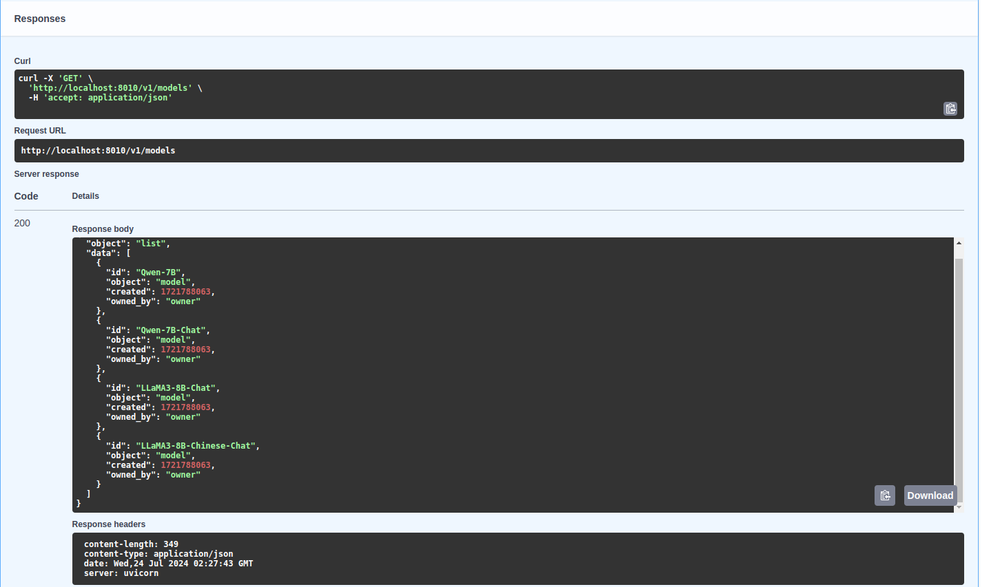 Responses
Curl
curl -X 'GET' \
  'http://localhost:8010/v1/models' \
  -H 'accept: application/json'
Request URL
http://localhost:8010/v1/models
Server response
Code Details
200
Response body
  "object": "list",
  "data": [
    {
      "id": "Qwen-7B",
      "object": "model",
      "created": 1721788063,
      "owned_by": "owner"
    },
    {
      "id": "Qwen-7B-Chat",
      "object": "model",
      "created": 1721788063,
      "owned_by": "owner"
    },
    {
      "id": "LLaMA3-8B-Chat",
      "object": "model",
      "created": 1721788063,
      "owned_by": "owner"
    },
    {
      "id": "LLaMA3-8B-Chinese-Chat",
      "object": "model",
      "created": 1721788063,
      "owned_by": "owner"
    }
  ]
}
Download
Response headers
content-length: 349
content-type: application/json
date: Wed,24 Jul 2024 02:27:43 GMT
server: uvicorn